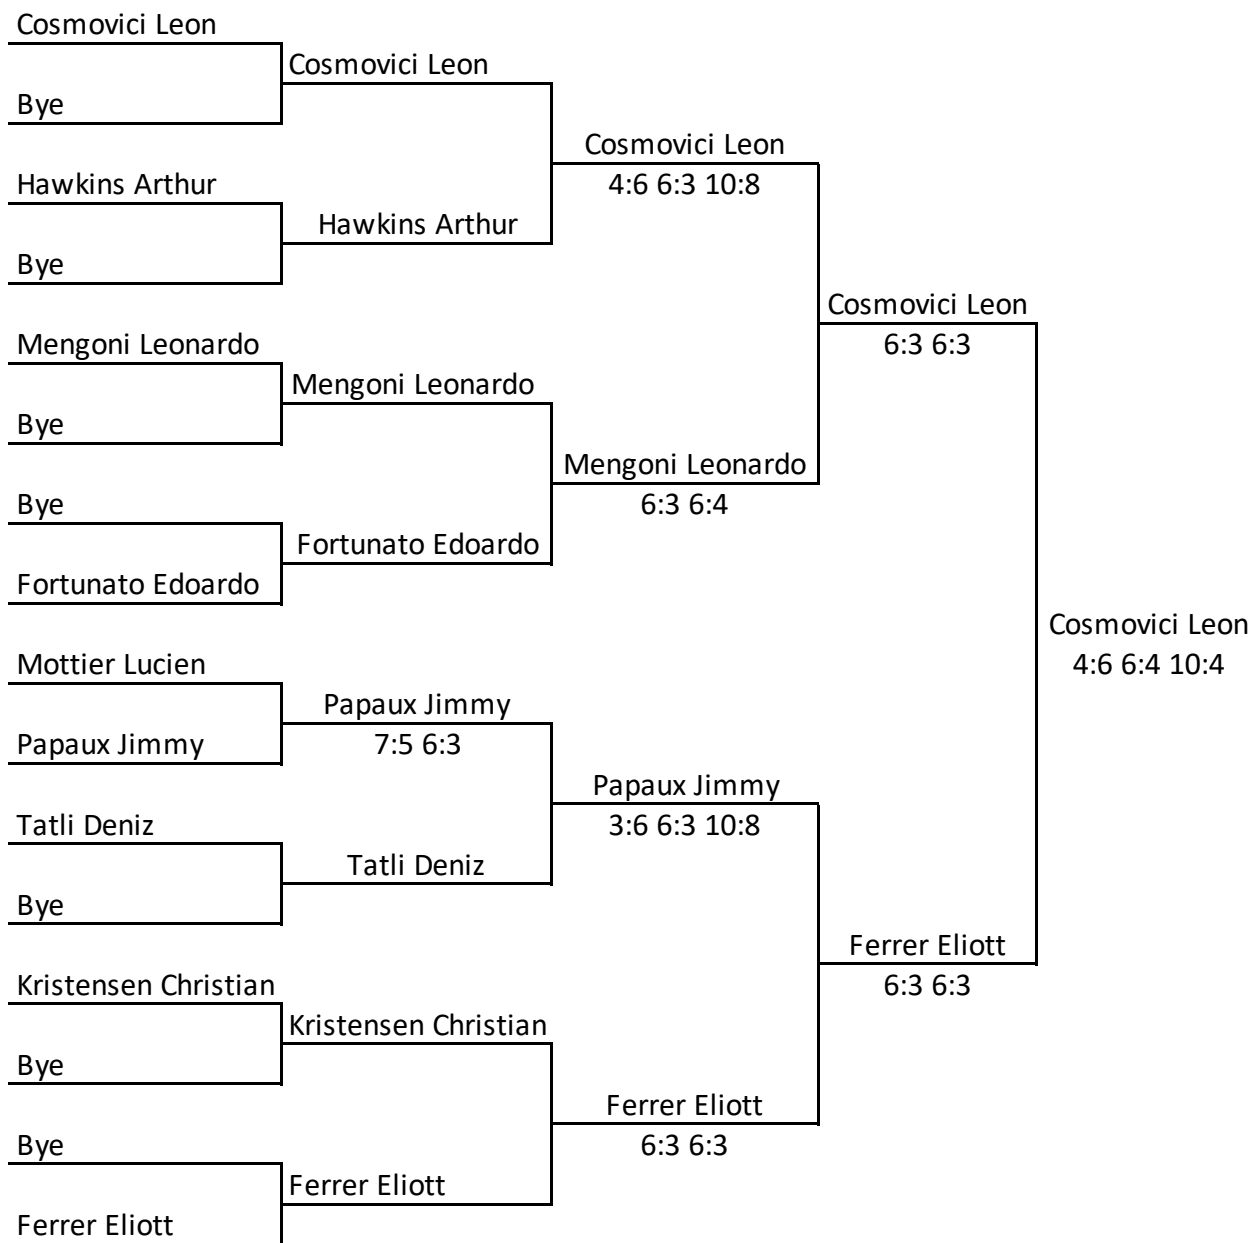 Cosmovici Leon
Cosmovici Leon
Bye
Cosmovici Leon
Hawkins Arthur
4:6 6:3 10:8
Hawkins Arthur
Bye
Cosmovici Leon
Mengoni Leonardo
6:3 6:3
Mengoni Leonardo
Bye
Mengoni Leonardo
Bye
6:3 6:4
Fortunato Edoardo
Fortunato Edoardo
Cosmovici Leon
Mottier Lucien
4:6 6:4 10:4
Papaux Jimmy
Papaux Jimmy
7:5 6:3
Papaux Jimmy
Tatli Deniz
3:6 6:3 10:8
Tatli Deniz
Bye
Ferrer Eliott
Kristensen Christian
6:3 6:3
Kristensen Christian
Bye
Ferrer Eliott
Bye
6:3 6:3
Ferrer Eliott
Ferrer Eliott